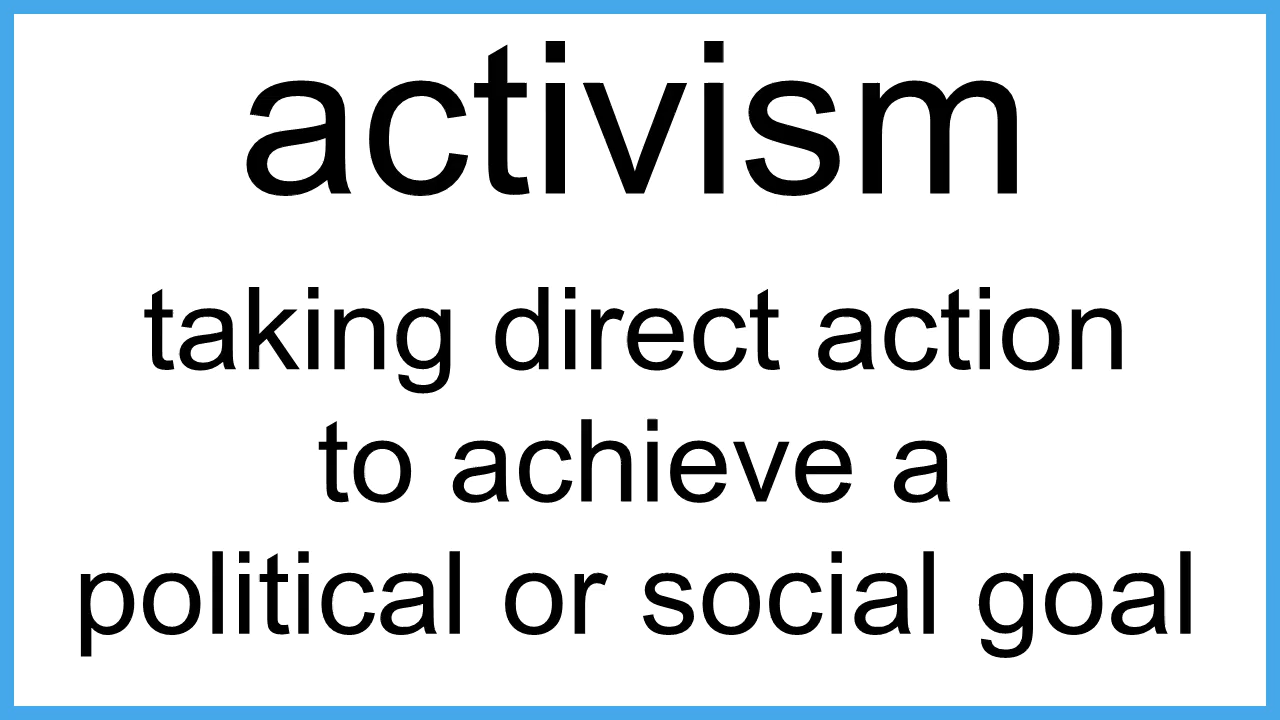 activism
taking direct action
to achieve a
political or social goal